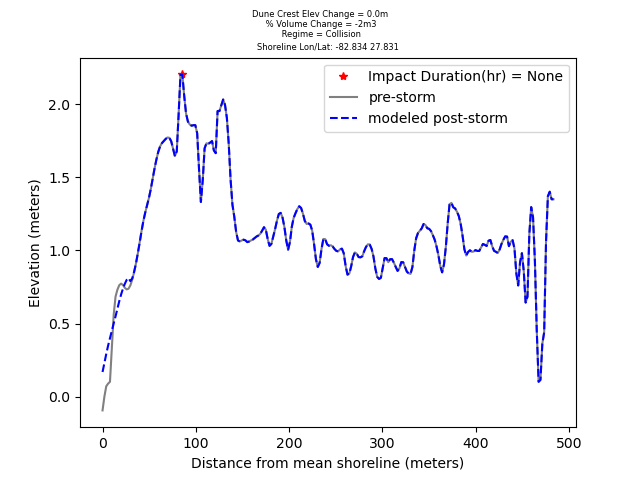 Dune Crest Elev Change = 0.0m
% Volume Change = -2m3
Regime = Collision
Shoreline Lon/Lat: -82.834 27.831
Impact Duration(hr) = None
pre-storm
modeled post-storm
Elevation (meters)
2.0
1.5
1.0
0.5
0.0
0 100 200 300 400 500
Distance from mean shoreline (meters)